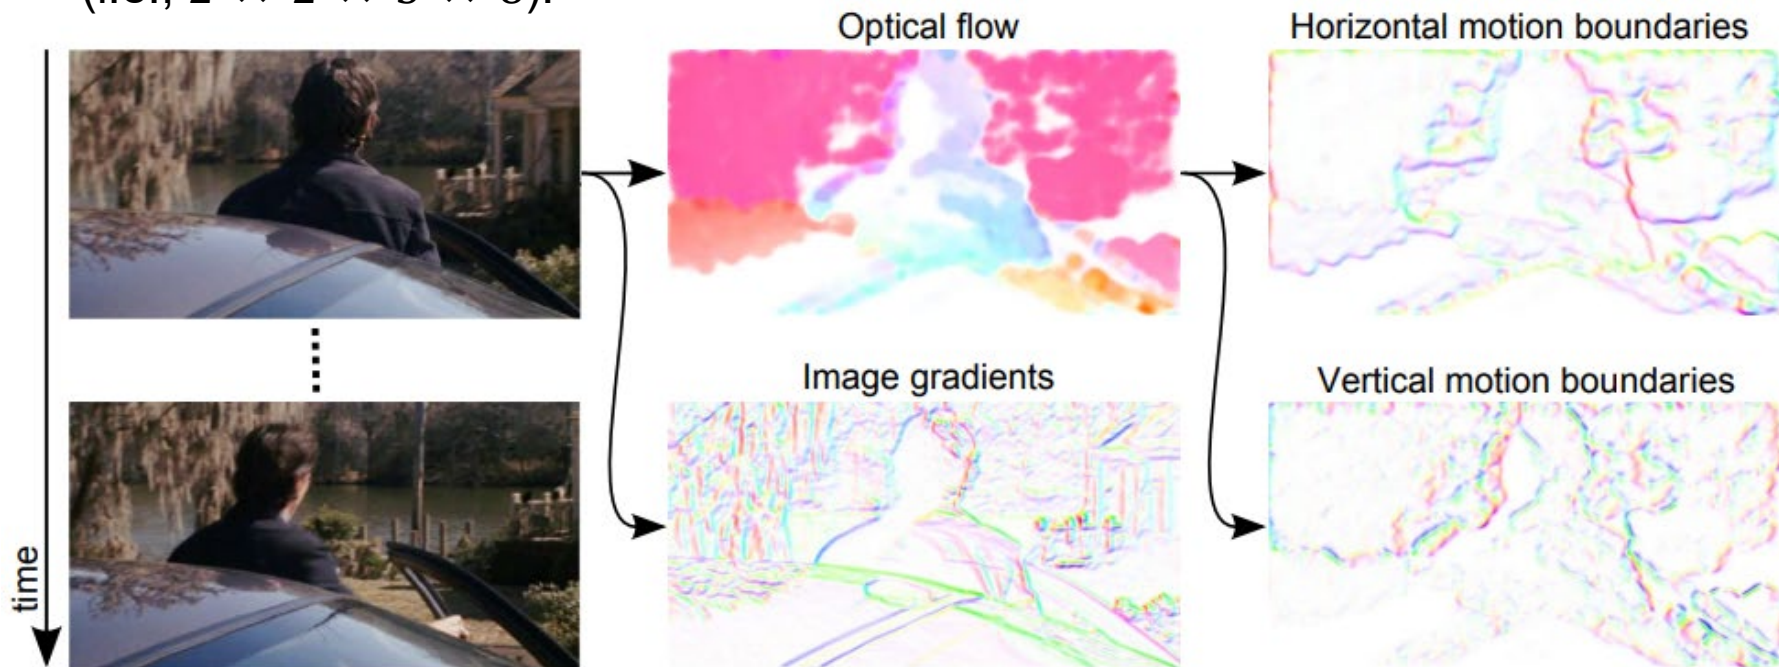 Optical flow
Horizontal motion boundaries
Image gradients
Vertical motion boundaries
time